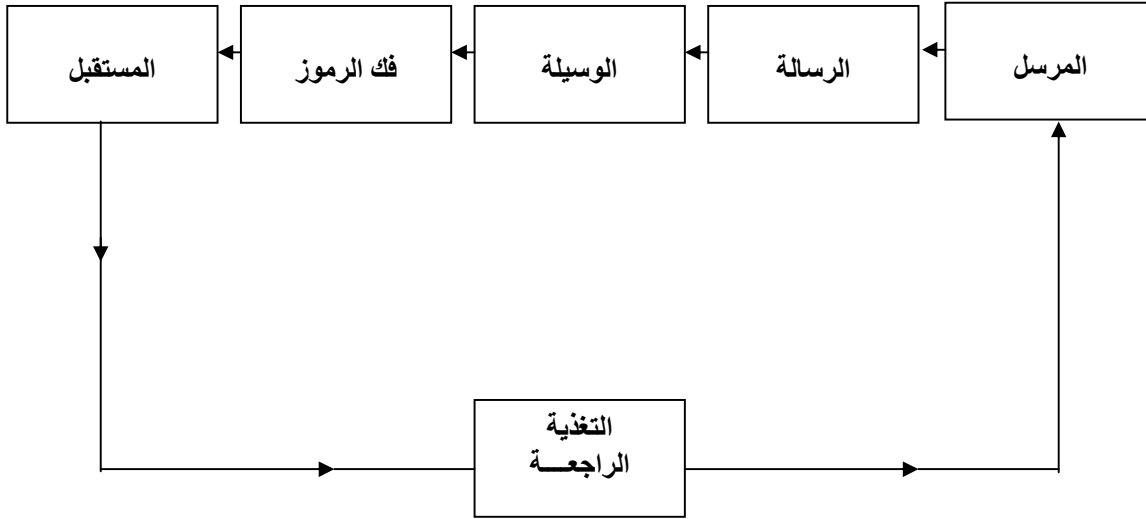 المرسل
الرسالة
الوسيلة
فك الرموز
المستقبل
التغذية
الراجعـــة